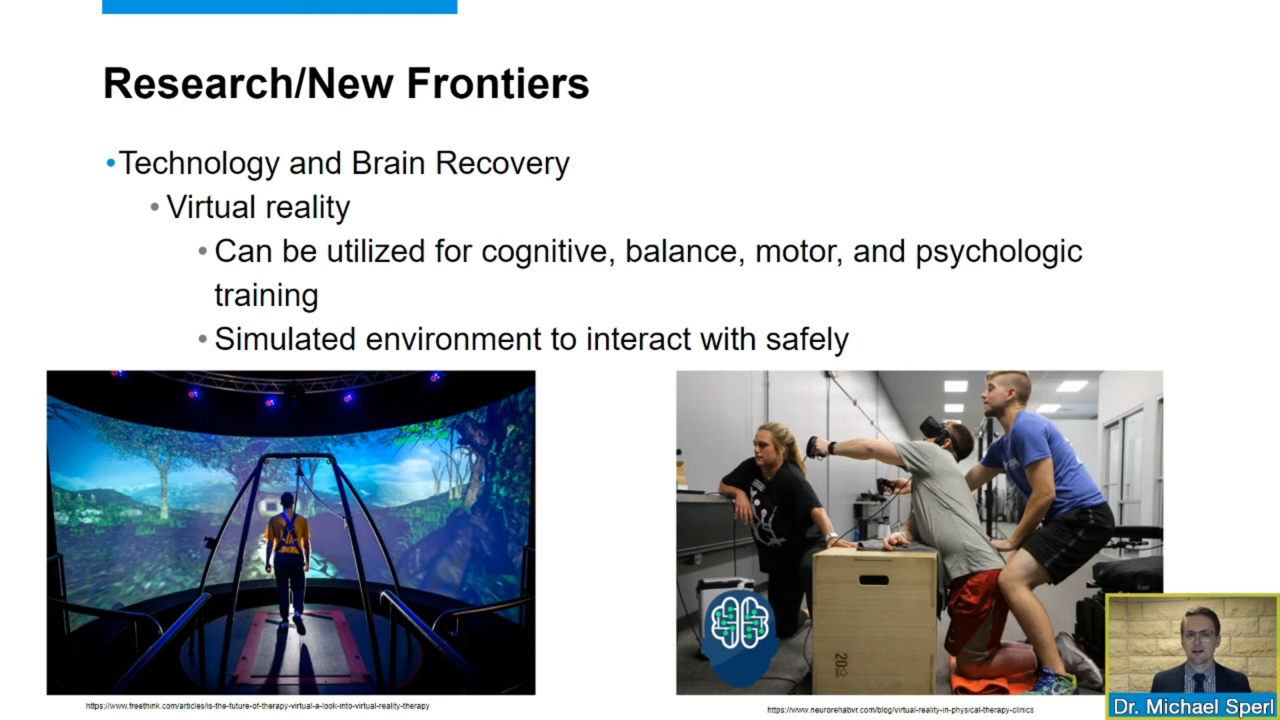 Research/New Frontiers
•Technology and Brain Recovery
• Virtual reality
• Can be utilized for cognitive, balance, motor, and psychologic
training
• Simulated environment to interact with safely
20
https://www.freethink.com/articles/is-the-future-of-therapy-virtual-a-look-into-virtual-reality-therapy
https://www.neurorehabvr.com/blog/virtual-reality-in-physical-therapy-clinics
Dr. Michael Sperl